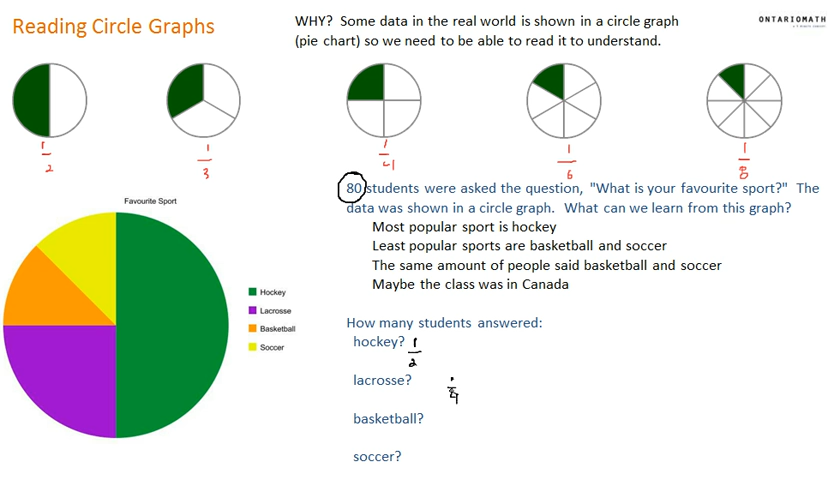 Reading Circle Graphs
WHY? Some data in the real world is shown in a circle graph
(pie chart) so we need to be able to read it to understand.
ONTARIOMATH
1/2
1/3
1/4
1/6
1/8
80 students were asked the question, "What is your favourite sport?" The
data was shown in a circle graph. What can we learn from this graph?
Most popular sport is hockey
Least popular sports are basketball and soccer
The same amount of people said basketball and soccer
Maybe the class was in Canada
Favourite Sport
Hockey
Lacrosse
Basketball
Soccer
How many students answered:
hockey? 1/2
lacrosse? 1/4
basketball?
soccer?